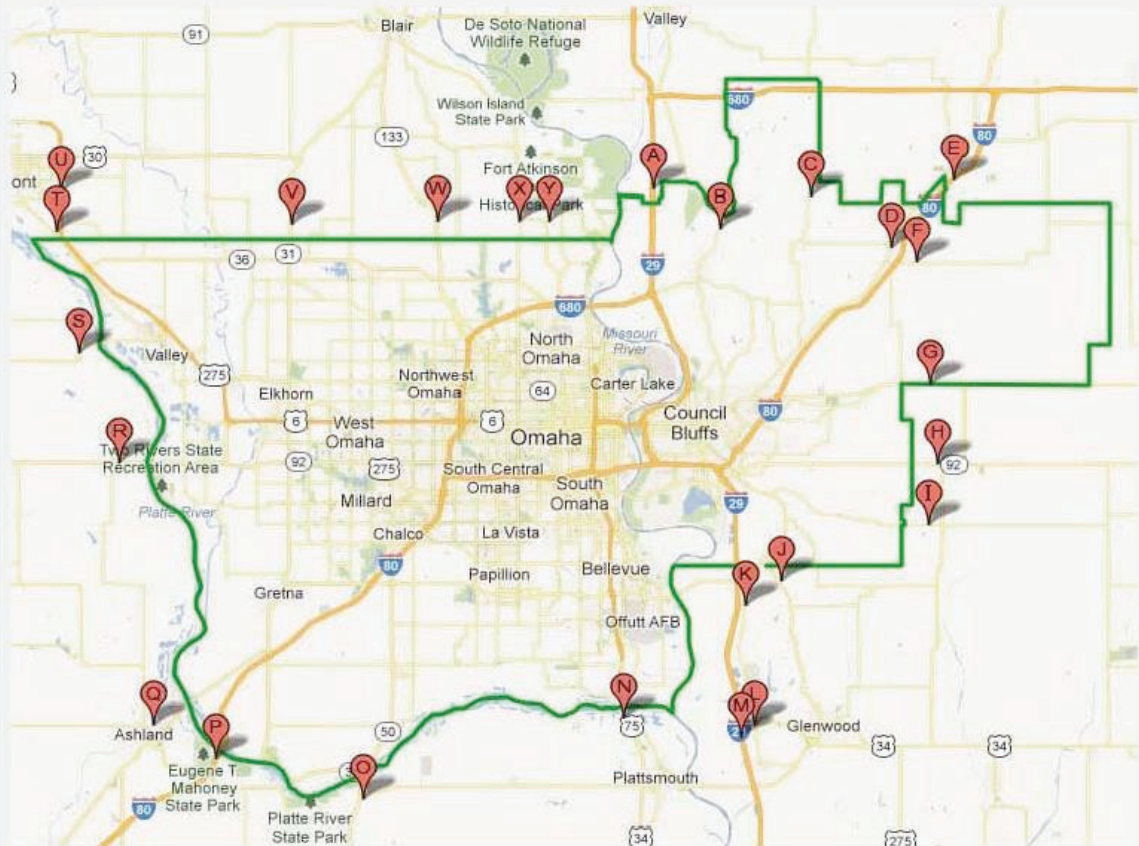 Blair
De Soto National
Wildlife Refuge
Valley
91
Wilson Island
State Park
680
133
80
U
30
ont
Fort Atkinson
Historical Park
A
B
C
E
T
V
W
X
Y
80
D
F
36
31
29
680
S
Valley
275
North
Omaha
Missouri
River
G
Elkhorn
Northwest
Omaha
64
Carter Lake
6
West
Omaha
6
Omaha
Council
Bluffs
80
R
Two Rivers State
Recreation Area
92
275
South Central
Omaha
South
Omaha
H
92
Millard
Platte River
29
I
Chalco
La Vista
80
Papillion
Bellevue
K
J
Gretna
Offutt AFB
Q
N
M
L
Ashland
P
50
75
29
Glenwood
34
34
Eugene T
Mahoney
State Park
O
Plattsmouth
80
Platte River
State Park
34
275